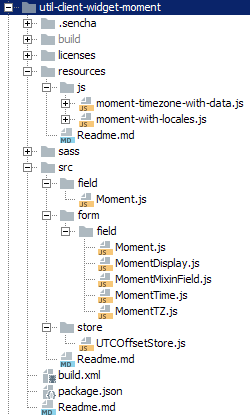 util-client-widget-moment
.sencha
build
licenses
resources
js
moment-timezone-with-data.js
moment-with-locales.js
Readme.md
sass
src
field
Moment.js
form
field
Moment.js
MomentDisplay.js
MomentMixinField.js
MomentTime.js
MomentTZ.js
store
UTCOffsetStore.js
Readme.md
build.xml
package.json
Readme.md